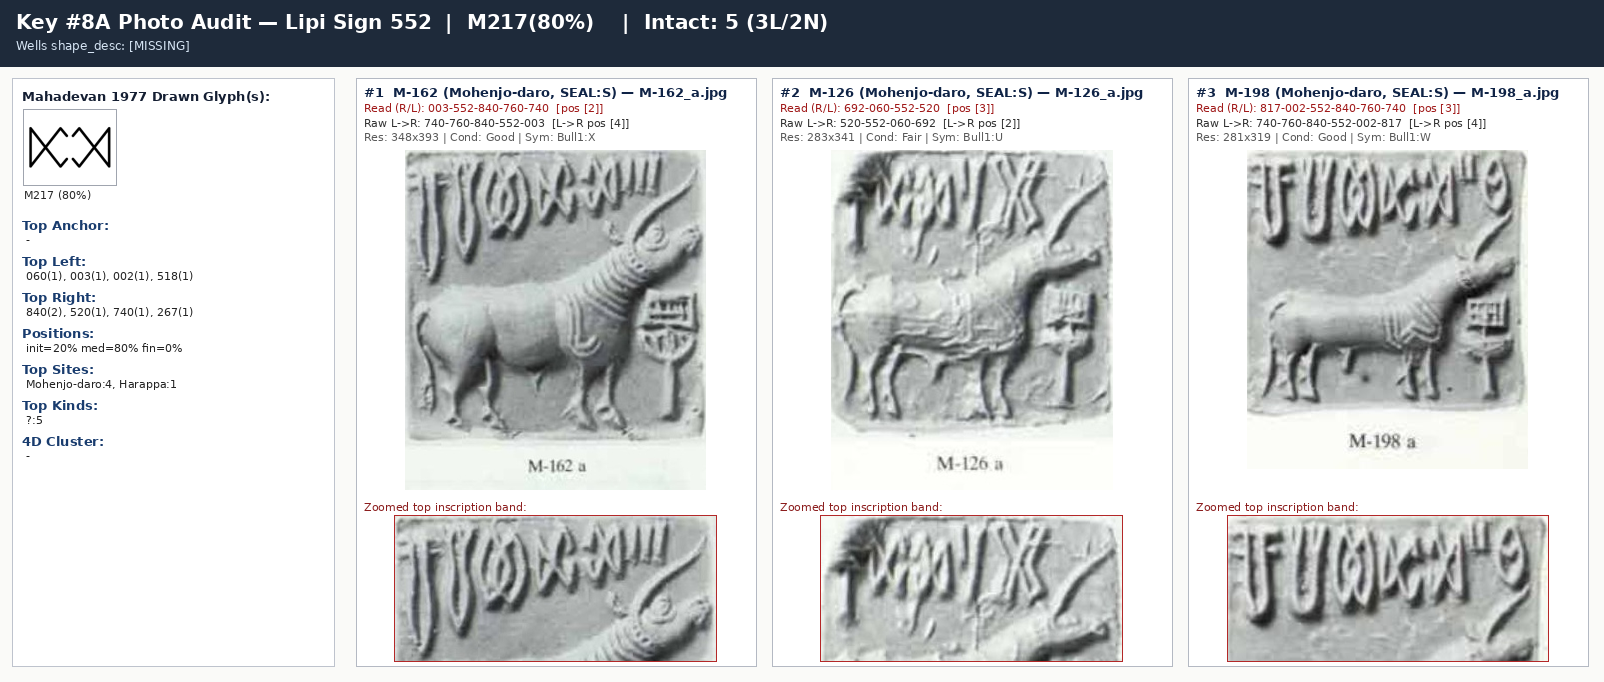 Key #8A Photo Audit — Lipi Sign 552 | M217(80%) | Intact: 5 (3L/2N)
Wells shape_desc: [MISSING]
Mahadevan 1977 Drawn Glyph(s):
M217 (80%)
Top Anchor:
-
Top Left:
060(1), 003(1), 002(1), 518(1)
Top Right:
840(2), 520(1), 740(1), 267(1)
Positions:
init=20% med=80% fin=0%
Top Sites:
Mohenjo-daro:4, Harappa:1
Top Kinds:
?:5
4D Cluster:
-
#1 M-162 (Mohenjo-daro, SEAL:S) — M-162_a.jpg
Read (R/L): 003-552-840-760-740 [pos [2]]
Raw L->R: 740-760-840-552-003 [L->R pos [4]]
Res: 348x393 | Cond: Good | Sym: Bull1:X
M-162 a
Zoomed top inscription band:
#2 M-126 (Mohenjo-daro, SEAL:S) — M-126_a.jpg
Read (R/L): 692-060-552-520 [pos [3]]
Raw L->R: 520-552-060-692 [L->R pos [2]]
Res: 283x341 | Cond: Fair | Sym: Bull1:U
M-126 a
Zoomed top inscription band:
#3 M-198 (Mohenjo-daro, SEAL:S) — M-198_a.jpg
Read (R/L): 817-002-552-840-760-740 [pos [3]]
Raw L->R: 740-760-840-552-002-817 [L->R pos [4]]
Res: 281x319 | Cond: Good | Sym: Bull1:W
M-198 a
Zoomed top inscription band: